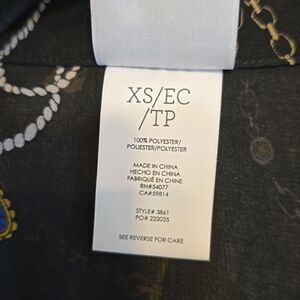 XS/EC
/TP
100% POLYESTER/
POLIESTER/POLYESTER
MADE IN CHINA
HECHO EN CHINA
FABRIQUÉ EN CHINE
RN#54077
CA#59814
STYLE# 3861
PO# 222035
SEE REVERSE FOR CARE